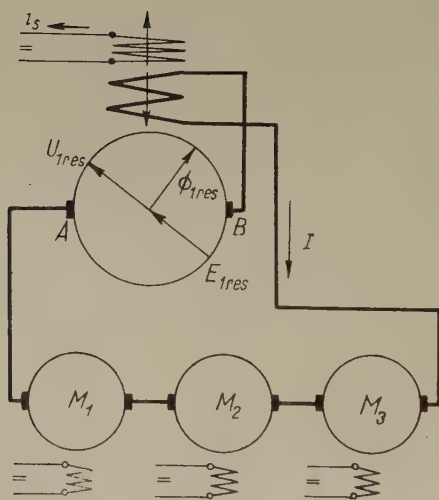 i_s
=
U_1res
ϕ_1res
A
B
E_1res
I
M_1
M_2
M_3
=
=
=